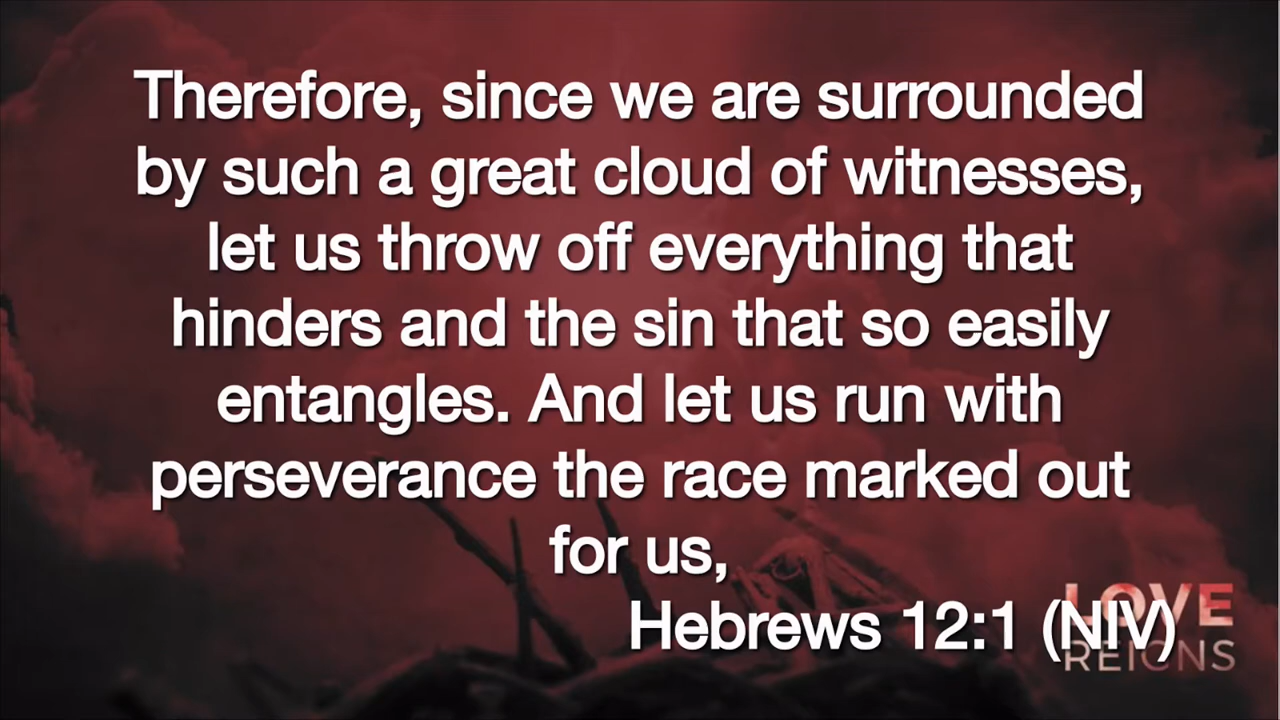 Therefore, since we are surrounded
by such a great cloud of witnesses,
let us throw off everything that
hinders and the sin that so easily
entangles. And let us run with
perseverance the race marked out
for us,
Hebrews 12:1 (NIV)
LOVE
REIGNS